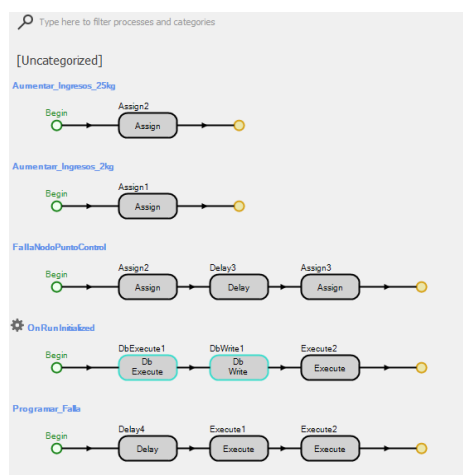 Type here to filter processes and categories
[Uncategorized]
Aumentar_Ingresos_25kg
Begin
Assign2
Assign
Aumentarr_Ingresos_2kg
Begin
Assign1
Assign
FallaNodoPuntoControl
Begin
Assign2
Delay3
Assign3
Assign
Delay
Assign
OnRunInitialized
Begin
DbExecute1
DbWrite1
Execute2
Db
Execute
Db
Write
Execute
Programar_Falla
Begin
Delay4
Execute1
Execute2
Delay
Execute
Execute